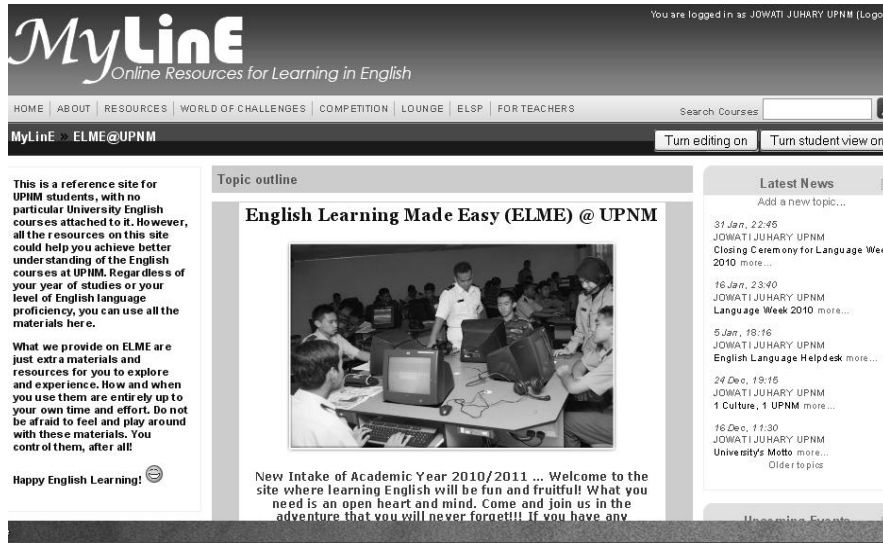 You are logged in as JOWATI JUHARY UPNM (Logo
MyLinE
Online Resources for Learning in English
HOME ABOUT RESOURCES WORLD OF CHALLENGES COMPETITION LOUNGE ELSP FOR TEACHERS
Search Courses
MyLinE » ELME@UPNM
Turn editing on
Turn student view on
This is a reference site for
UPNM students, with no
particular University English
courses attached to it. However,
all the resources on this site
could help you achieve better
understanding of the English
courses at UPNM. Regardless of
your year of studies or your
level of English language
proficiency, you can use all the
materials here.
What we provide on ELME are
just extra materials and
resources for you to explore
and experience. How and when
you use them are entirely up to
your own time and effort. Do not
be afraid to feel and play around
with these materials. You
control them, after all!
Happy English Learning!
Topic outline
English Learning Made Easy (ELME) @ UPNM
New Intake of Academic Year 2010/2011 ... Welcome to the
site where learning English will be fun and fruitful! What you
need is an open heart and mind. Come and join us in the
adventure that you will never forget!!! If you have any
Latest News
Add a new topic...
31 Jan, 22:45
JOWATI JUHARY UPNM
Closing Ceremony for Language Wee
2010 more...
16 Jan, 23:40
JOWATI JUHARY UPNM
Language Week 2010 more...
5 Jan, 18:16
JOWATI JUHARY UPNM
English Language Helpdesk more...
24 Dec, 19:15
JOWATI JUHARY UPNM
1 Culture, 1 UPNM more...
16 Dec, 11:30
JOWATI JUHARY UPNM
University's Motto more...
Older topics
Upcoming Events